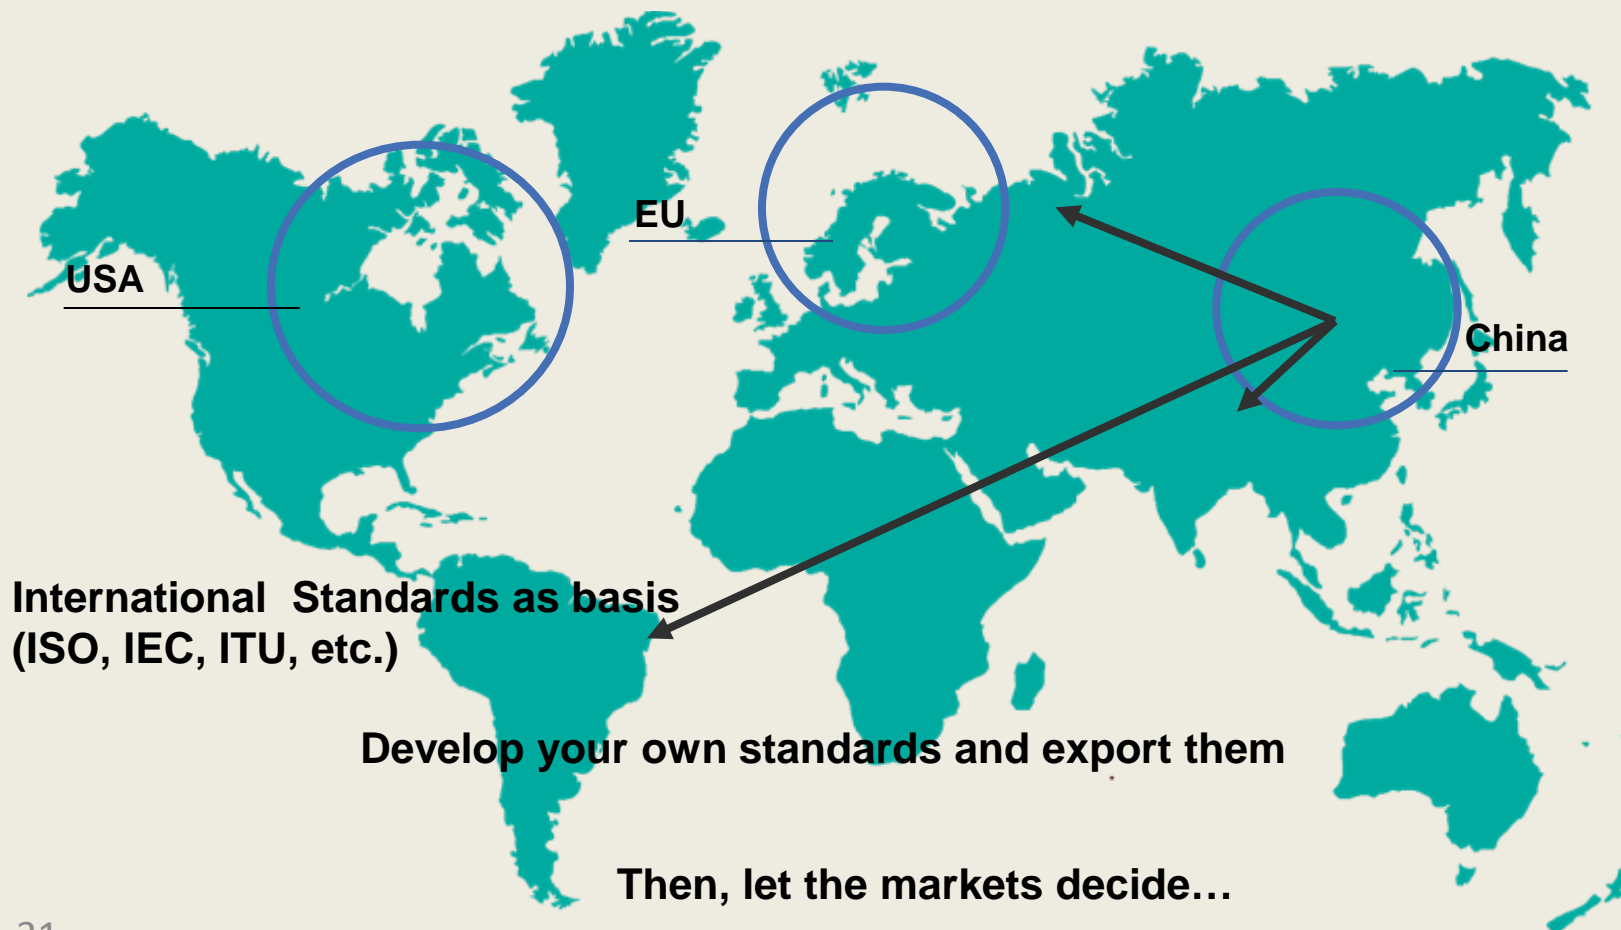 EU
USA
China
International  Standards as basis
(ISO, IEC, ITU, etc.)
Develop your own standards and export them
Then, let the markets decide…